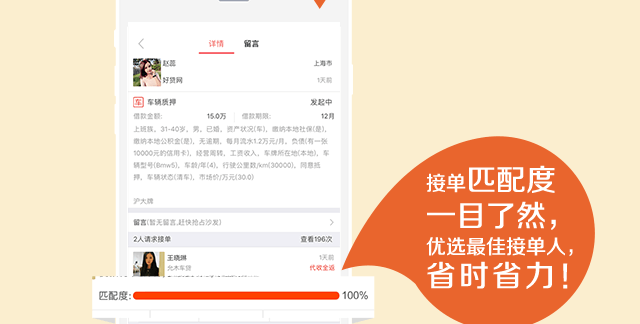 详情 留言
赵蕊 上海市
好贷网 1天前
车 车辆质押 发起中
借款金额: 15.0万 借款期限: 12月
上班族, 31-40岁, 男, 已婚, 资产状况(车), 缴纳本地社保(是),
缴纳本地公积金(是), 无逾期, 每月流水1.2万元/月, 负债(有一张
10000元的信用卡), 经营周转, 工资收入, 车牌所在地(本地), 车
辆型号(Bmw5), 车龄/年(4), 行驶公里数/km(30000), 同意抵
押, 车辆状态(清车), 市场价/万元(30.0)
沪大牌
留言(暂无留言,赶快抢占沙发)
2人请求接单 查看196次
王晓琳 1天前
北木车贷 代收全返
匹配度: 100%
接单匹配度
一目了然,
优选最佳接单人,
省时省力!